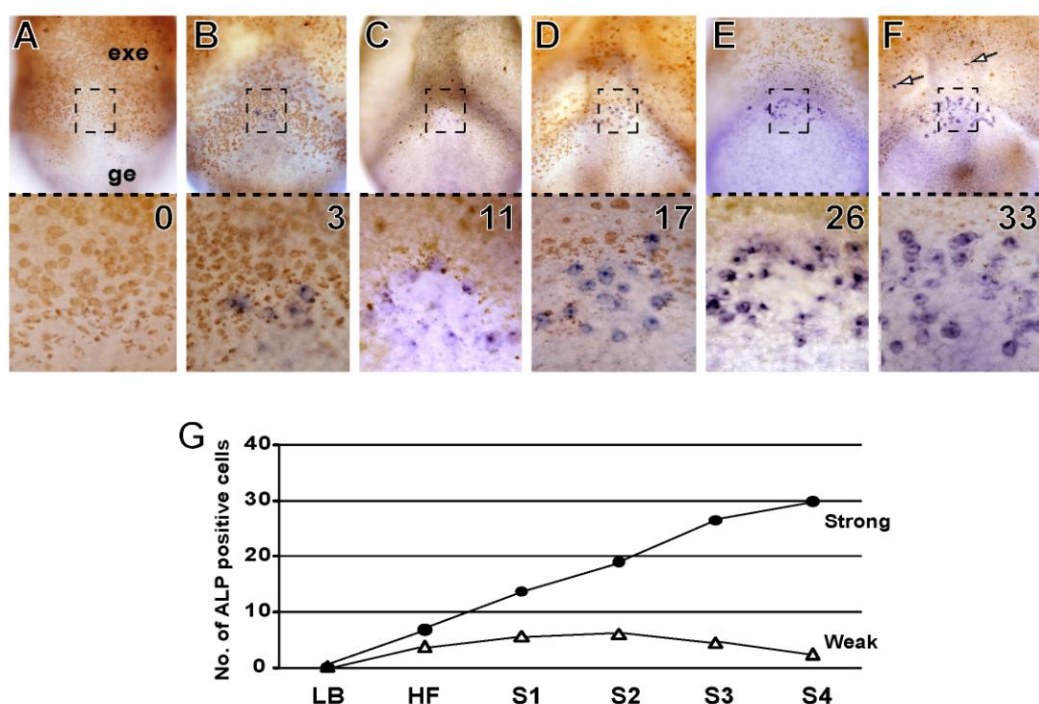 A B C D E F
exe
ge
0 3 11 17 26 33
G
No. of ALP positive cells
40
30
20
10
0
Strong
Weak
LB HF S1 S2 S3 S4